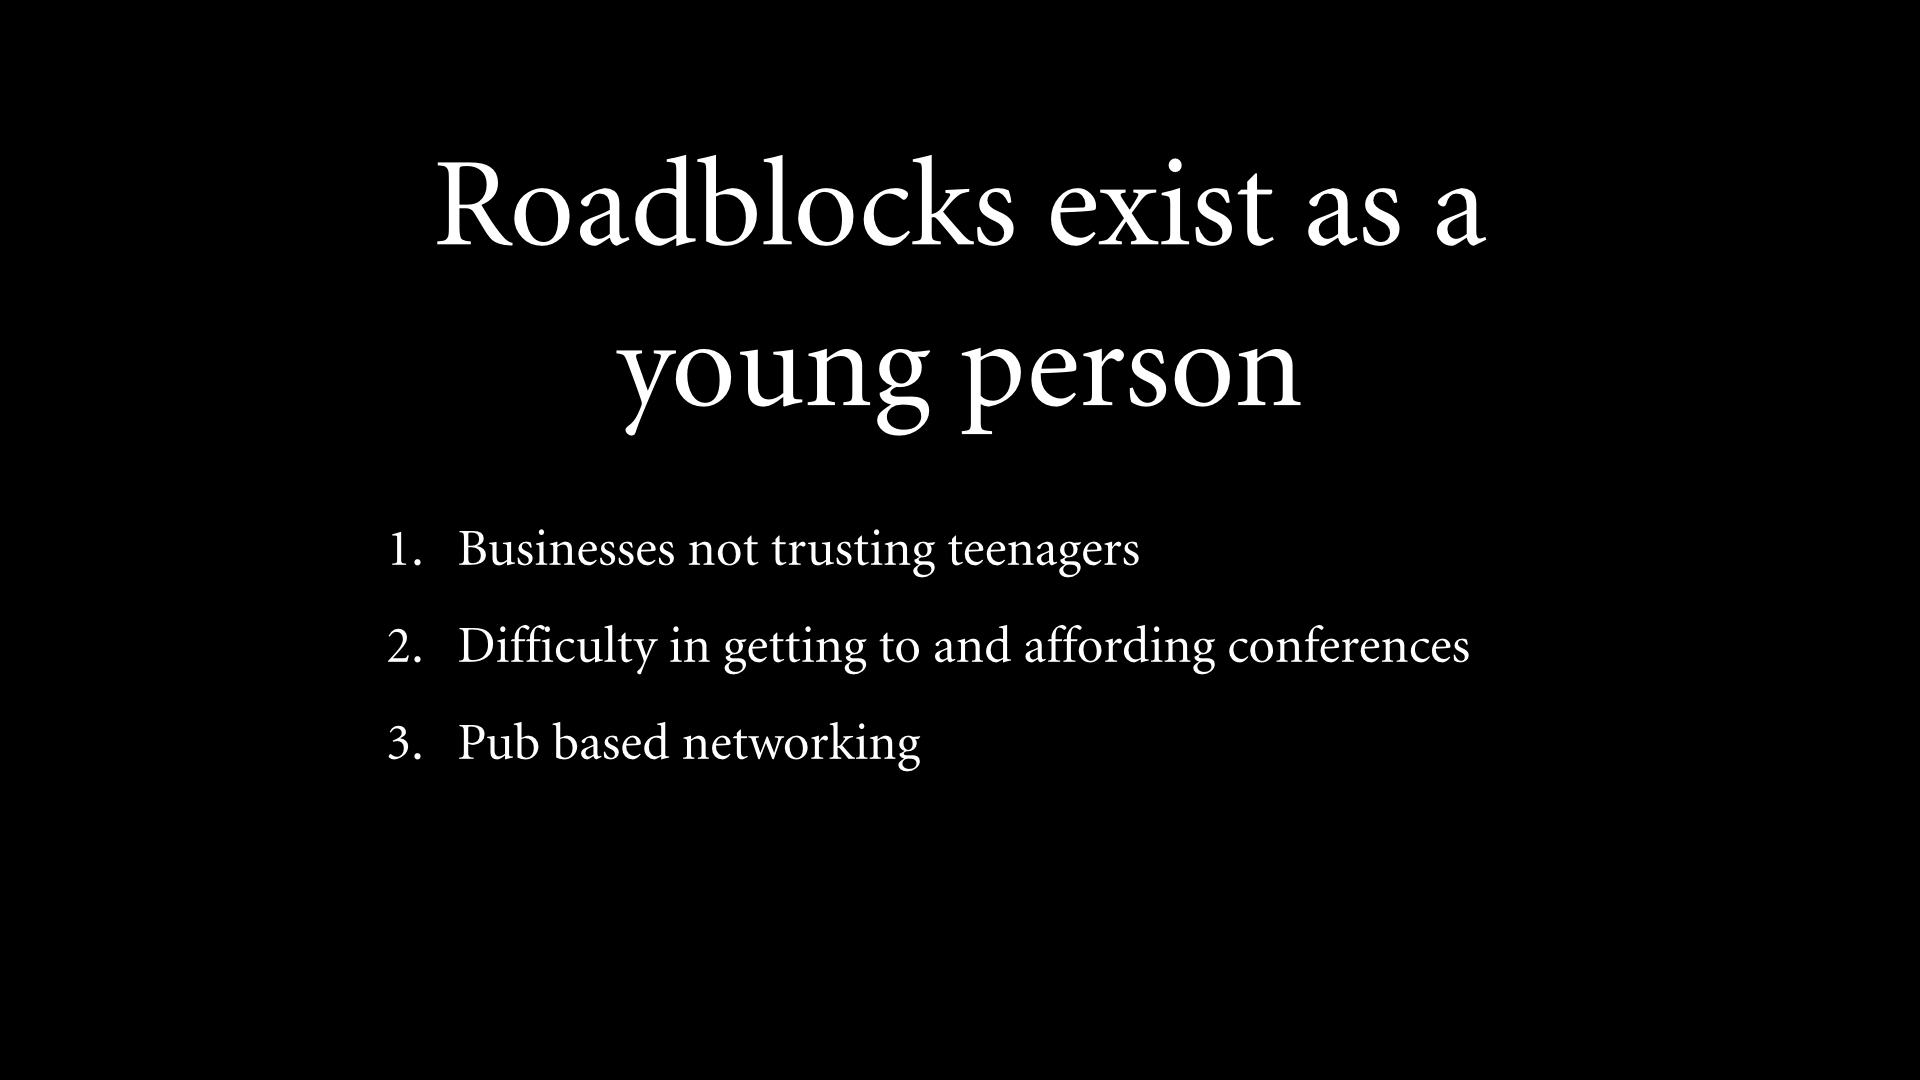 Roadblocks exist as a
young person
1. Businesses not trusting teenagers
2. Difficulty in getting to and affording conferences
3. Pub based networking